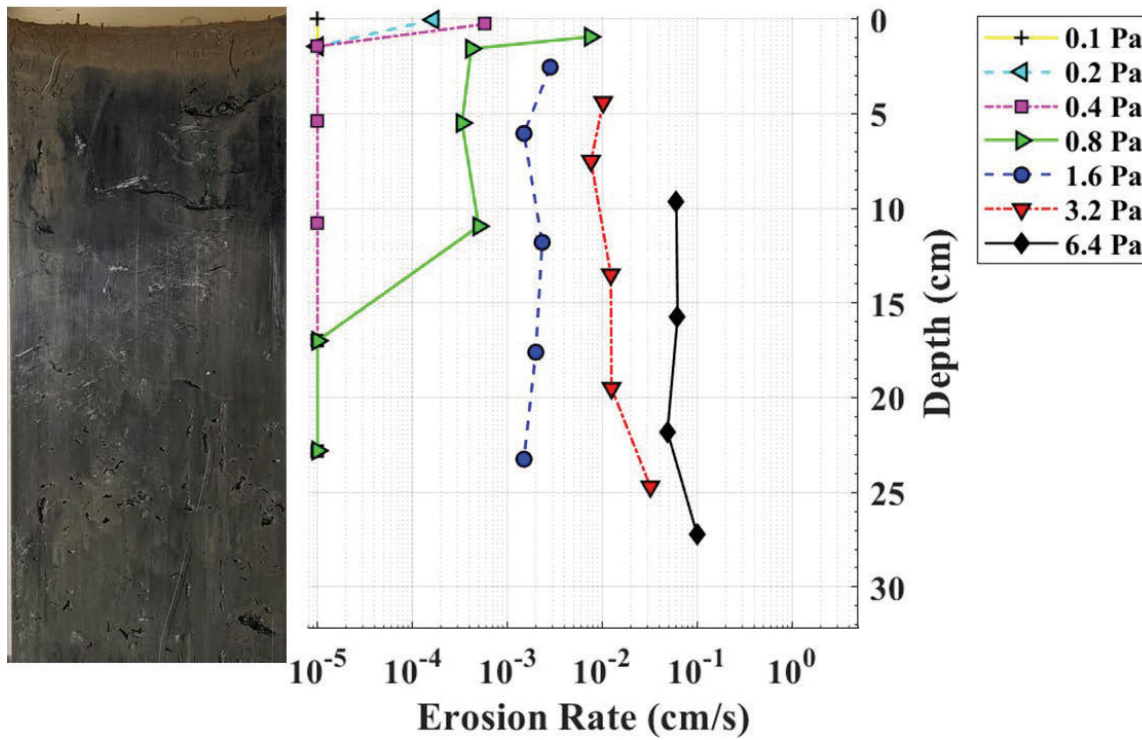 0
5
10
15
20
25
30
Depth (cm)
10-5
10-4
10-3
10-2
10-1
100
Erosion Rate (cm/s)
0.1 Pa
0.2 Pa
0.4 Pa
0.8 Pa
1.6 Pa
3.2 Pa
6.4 Pa